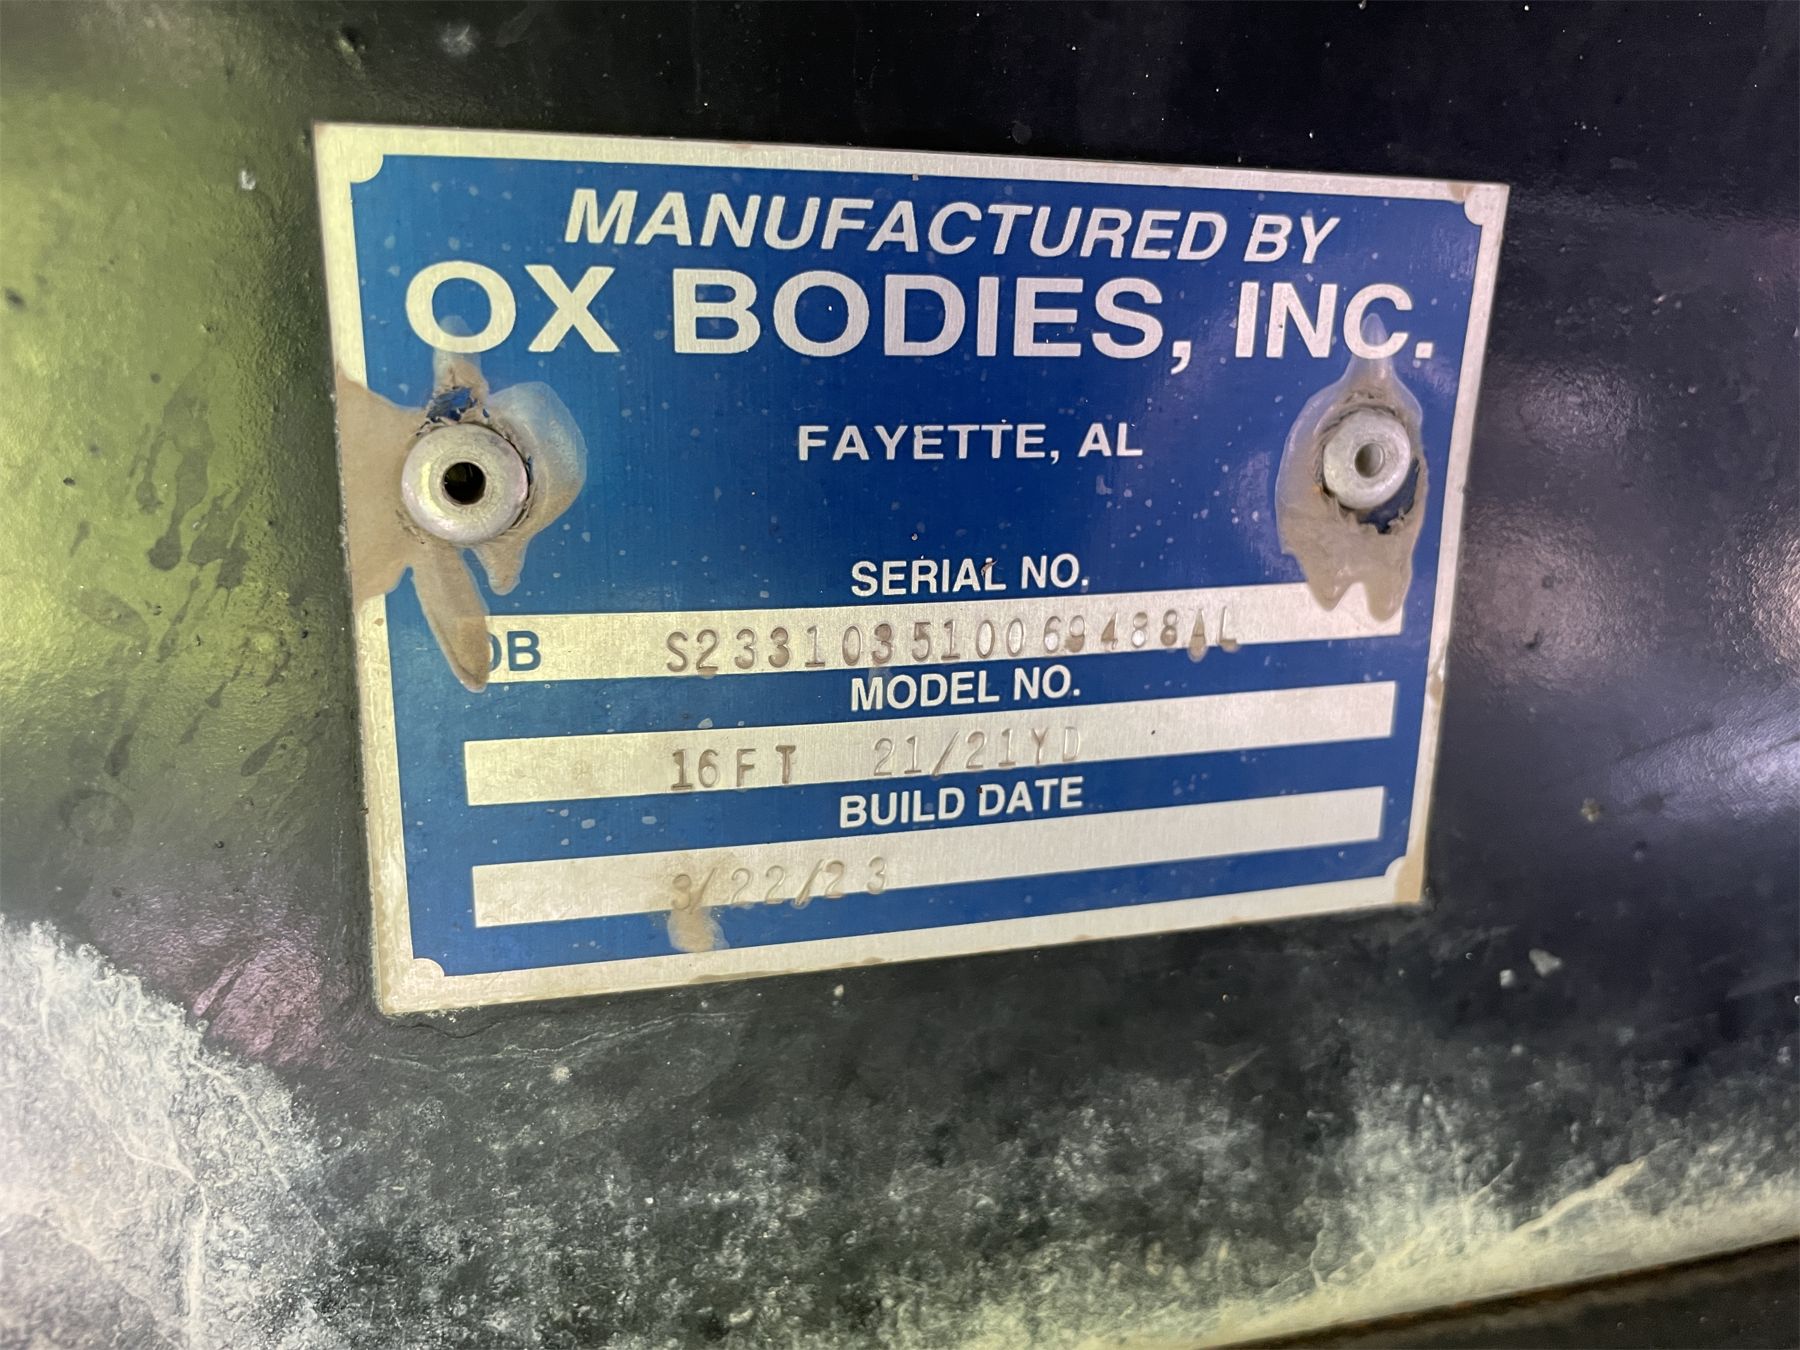 MANUFACTURED BY
OX BODIES, INC.
FAYETTE, AL
SERIAL NO.
OB S233103510069488AL
MODEL NO.
16FT 21/21YD
BUILD DATE
3/22/23